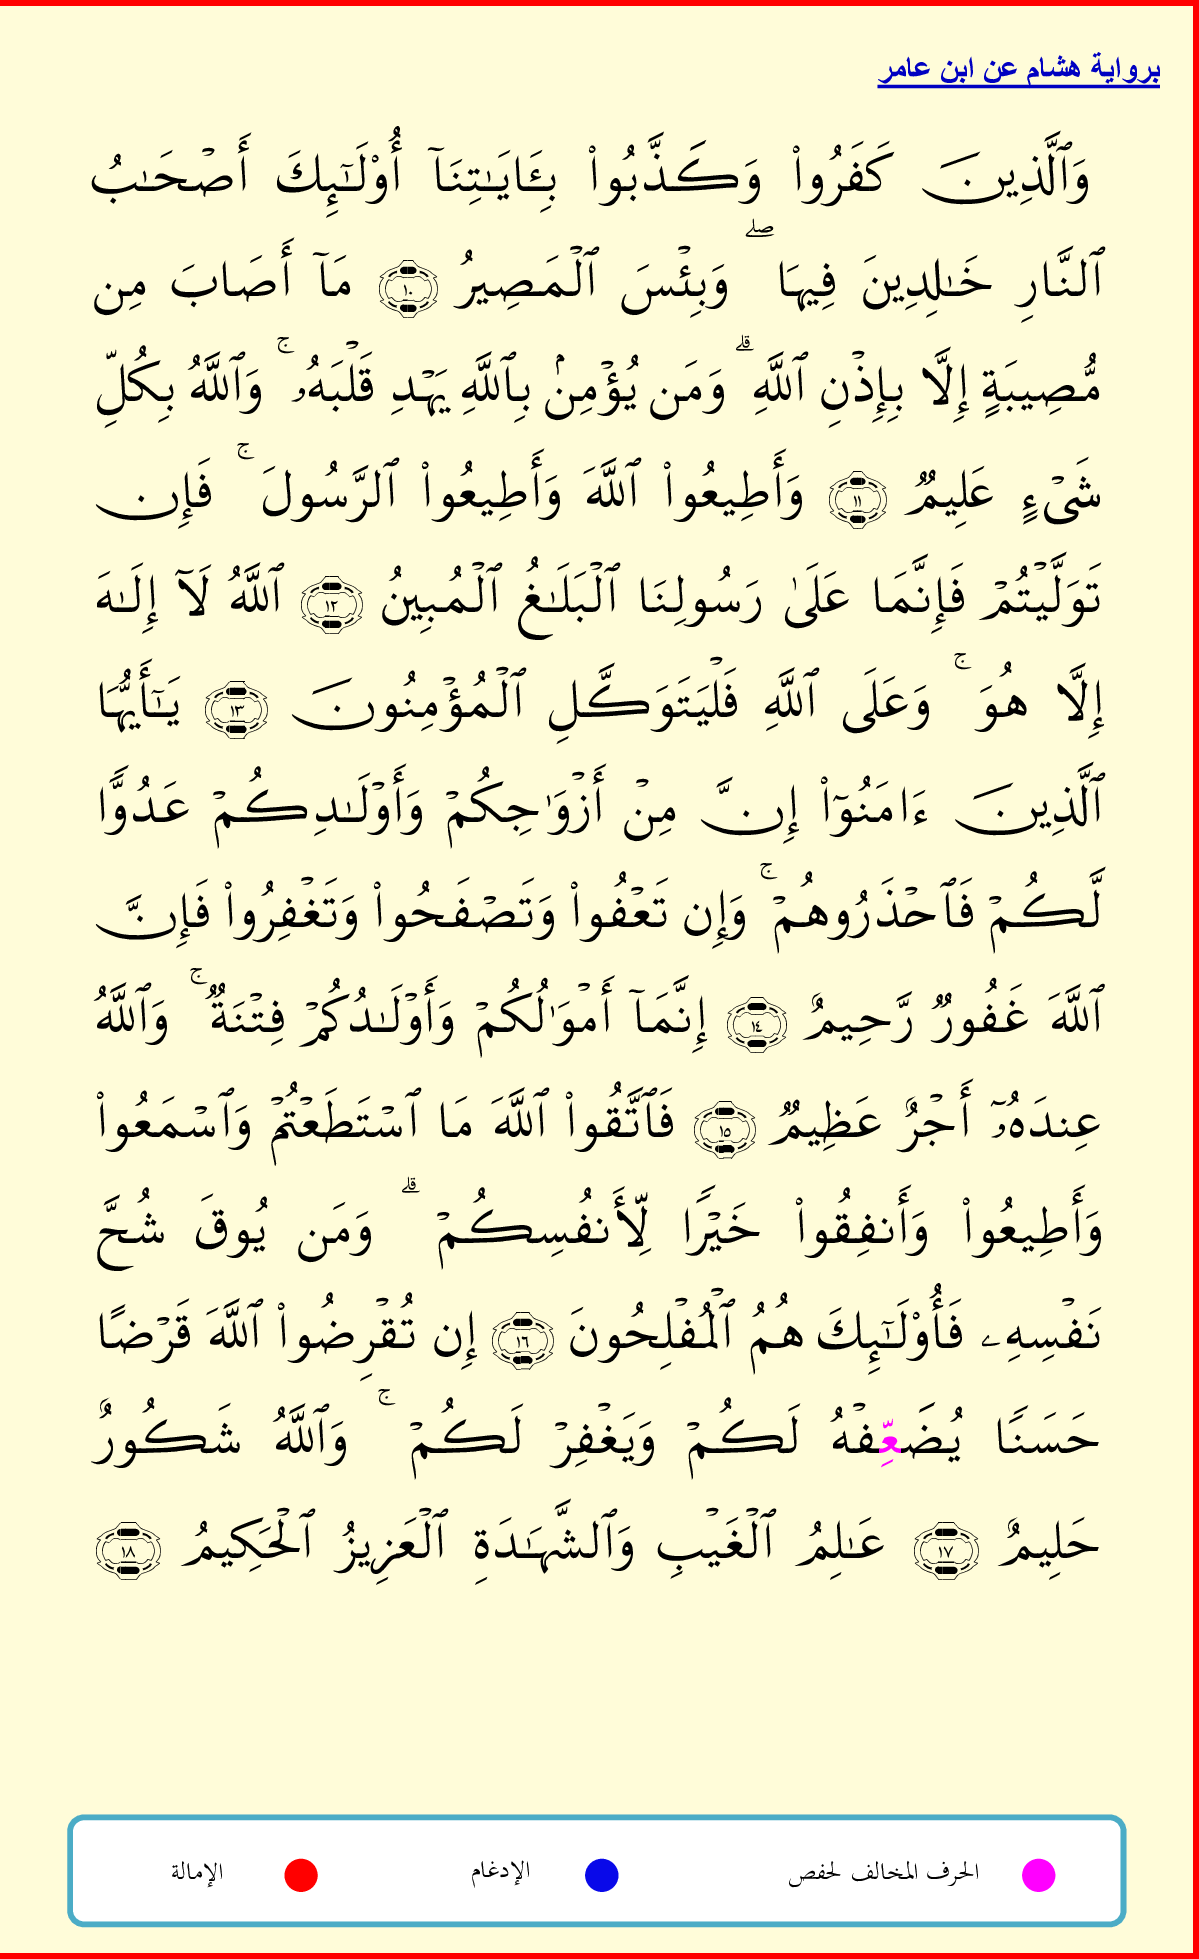 برواية هشام عن ابن عامر
وَٱلَّذِينَ كَفَرُوا۟ وَكَذَّبُوا۟ بِـَٔايَـٰتِنَآ أُو۟لَـٰٓئِكَ أَصْحَـٰبُ
ٱلنَّارِ خَـٰلِدِينَ فِيهَا ۖ وَبِئْسَ ٱلْمَصِيرُ ١٠ مَآ أَصَابَ مِن
مُّصِيبَةٍ إِلَّا بِإِذْنِ ٱللَّهِ ۗ وَمَن يُؤْمِنۢ بِٱللَّهِ يَهْدِ قَلْبَهُۥ ۚ وَٱللَّهُ بِكُلِّ
شَىْءٍ عَلِيمٌ ١١ وَأَطِيعُوا۟ ٱللَّهَ وَأَطِيعُوا۟ ٱلرَّسُولَ ۚ فَإِن
تَوَلَّيْتُمْ فَإِنَّمَا عَلَىٰ رَسُولِنَا ٱلْبَلَـٰغُ ٱلْمُبِينُ ١٢ ٱللَّهُ لَآ إِلَـٰهَ
إِلَّا هُوَ ۚ وَعَلَى ٱللَّهِ فَلْيَتَوَكَّلِ ٱلْمُؤْمِنُونَ ١٣ يَـٰٓأَيُّهَا
ٱلَّذِينَ ءَامَنُوٓا۟ إِنَّ مِنْ أَزْوَٰجِكُمْ وَأَوْلَـٰدِكُمْ عَدُوًّا
لَّكُمْ فَٱحْذَرُوهُمْ ۚ وَإِن تَعْفُوا۟ وَتَصْفَحُوا۟ وَتَغْفِرُوا۟ فَإِنَّ
ٱللَّهَ غَفُورٌ رَّحِيمٌ ١٤ إِنَّمَآ أَمْوَٰلُكُمْ وَأَوْلَـٰدُكُمْ فِتْنَةٌ ۚ وَٱللَّهُ
عِندَهُۥٓ أَجْرٌ عَظِيمٌ ١٥ فَٱتَّقُوا۟ ٱللَّهَ مَا ٱسْتَطَعْتُمْ وَٱسْمَعُوا۟
وَأَطِيعُوا۟ وَأَنفِقُوا۟ خَيْرًا لِّأَنفُسِكُمْ ۗ وَمَن يُوقَ شُحَّ
نَفْسِهِۦ فَأُو۟لَـٰٓئِكَ هُمُ ٱلْمُفْلِحُونَ ١٦ إِن تُقْرِضُوا۟ ٱللَّهَ قَرْضًا
حَسَنًا يُضَعِّفْهُ لَكُمْ وَيَغْفِرْ لَكُمْ ۚ وَٱللَّهُ شَكُورٌ
حَلِيمٌ ١٧ عَـٰلِمُ ٱلْغَيْبِ وَٱلشَّهَـٰدَةِ ٱلْعَزِيزُ ٱلْحَكِيمُ ١٨
الحرف المخالف لحفص الإدغام الإمالة